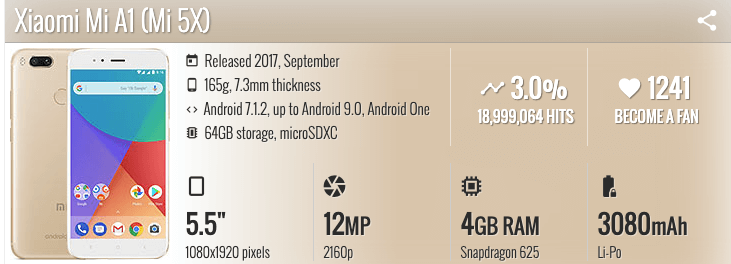 Xiaomi Mi A1 (Mi 5X)
Released 2017, September
165g, 7.3mm thickness
Android 7.1.2, up to Android 9.0, Android One
64GB storage, microSDXC
3.0%
18,999,064 HITS
1241
BECOME A FAN
5.5"
1080x1920 pixels
12MP
2160p
4GB RAM
Snapdragon 625
3080mAh
Li-Po